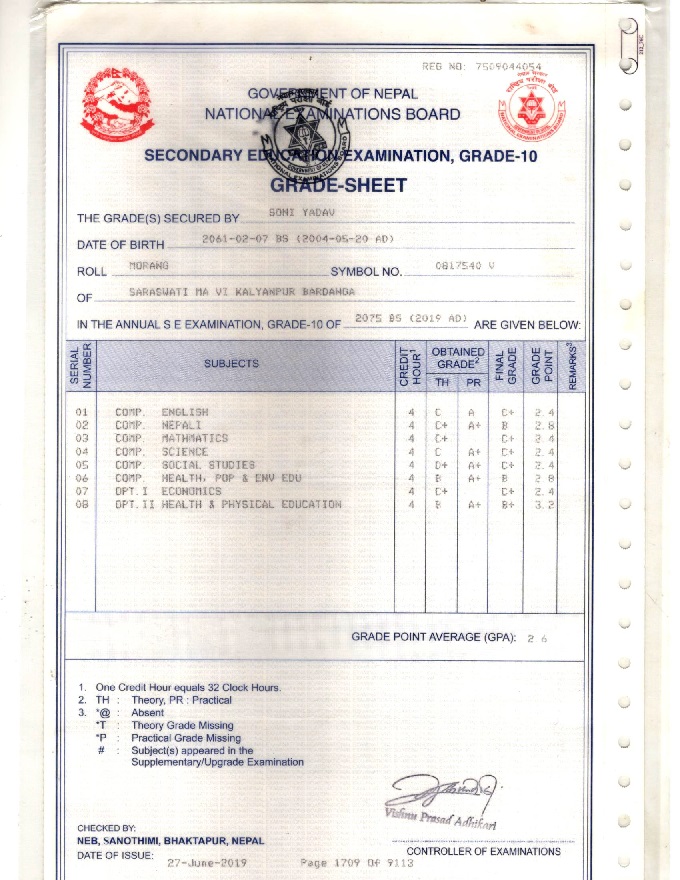 REG NO: 7509044054
GOVERNMENT OF NEPAL
NATIONAL EXAMINATIONS BOARD
SECONDARY EDUCATION EXAMINATION, GRADE-10
GRADE-SHEET
THE GRADE(S) SECURED BY SONI YADAV
DATE OF BIRTH 2061-02-07 BS (2004-05-20 AD)
ROLL MORANG SYMBOL NO. 0817540 V
OF SARASWATI MA VI KALYANPUR BARDANGA
IN THE ANNUAL S E EXAMINATION, GRADE-10 OF 2075 BS (2019 AD) ARE GIVEN BELOW:
SERIAL NUMBER SUBJECTS CREDIT HOUR1 OBTAINED GRADE2 FINAL GRADE GRADE POINT REMARKS3
TH PR
01 COMP. ENGLISH 4 C A C+ 2.4
02 COMP. NEPALI 4 C+ A+ B 2.8
03 COMP. MATHMATICS 4 C+ C+ 2.4
04 COMP. SCIENCE 4 C A+ C+ 2.4
05 COMP. SOCIAL STUDIES 4 D+ A+ C+ 2.4
06 COMP. HEALTH, POP & ENV EDU 4 B A+ B 2.8
07 OPT.I ECONOMICS 4 C+ C+ 2.4
08 OPT.II HEALTH & PHYSICAL EDUCATION 4 B A+ B+ 3.2
GRADE POINT AVERAGE (GPA): 2 6
1. One Credit Hour equals 32 Clock Hours.
2. TH : Theory, PR : Practical
3. *@ : Absent
*T : Theory Grade Missing
*P : Practical Grade Missing
# : Subject(s) appeared in the
Supplementary/Upgrade Examination
Vishnu Prasad Adhikari
CHECKED BY:
NEB, SANOTHIMI, BHAKTAPUR, NEPAL
CONTROLLER OF EXAMINATIONS
DATE OF ISSUE: 27-June-2019 Page 1709 Of 9113